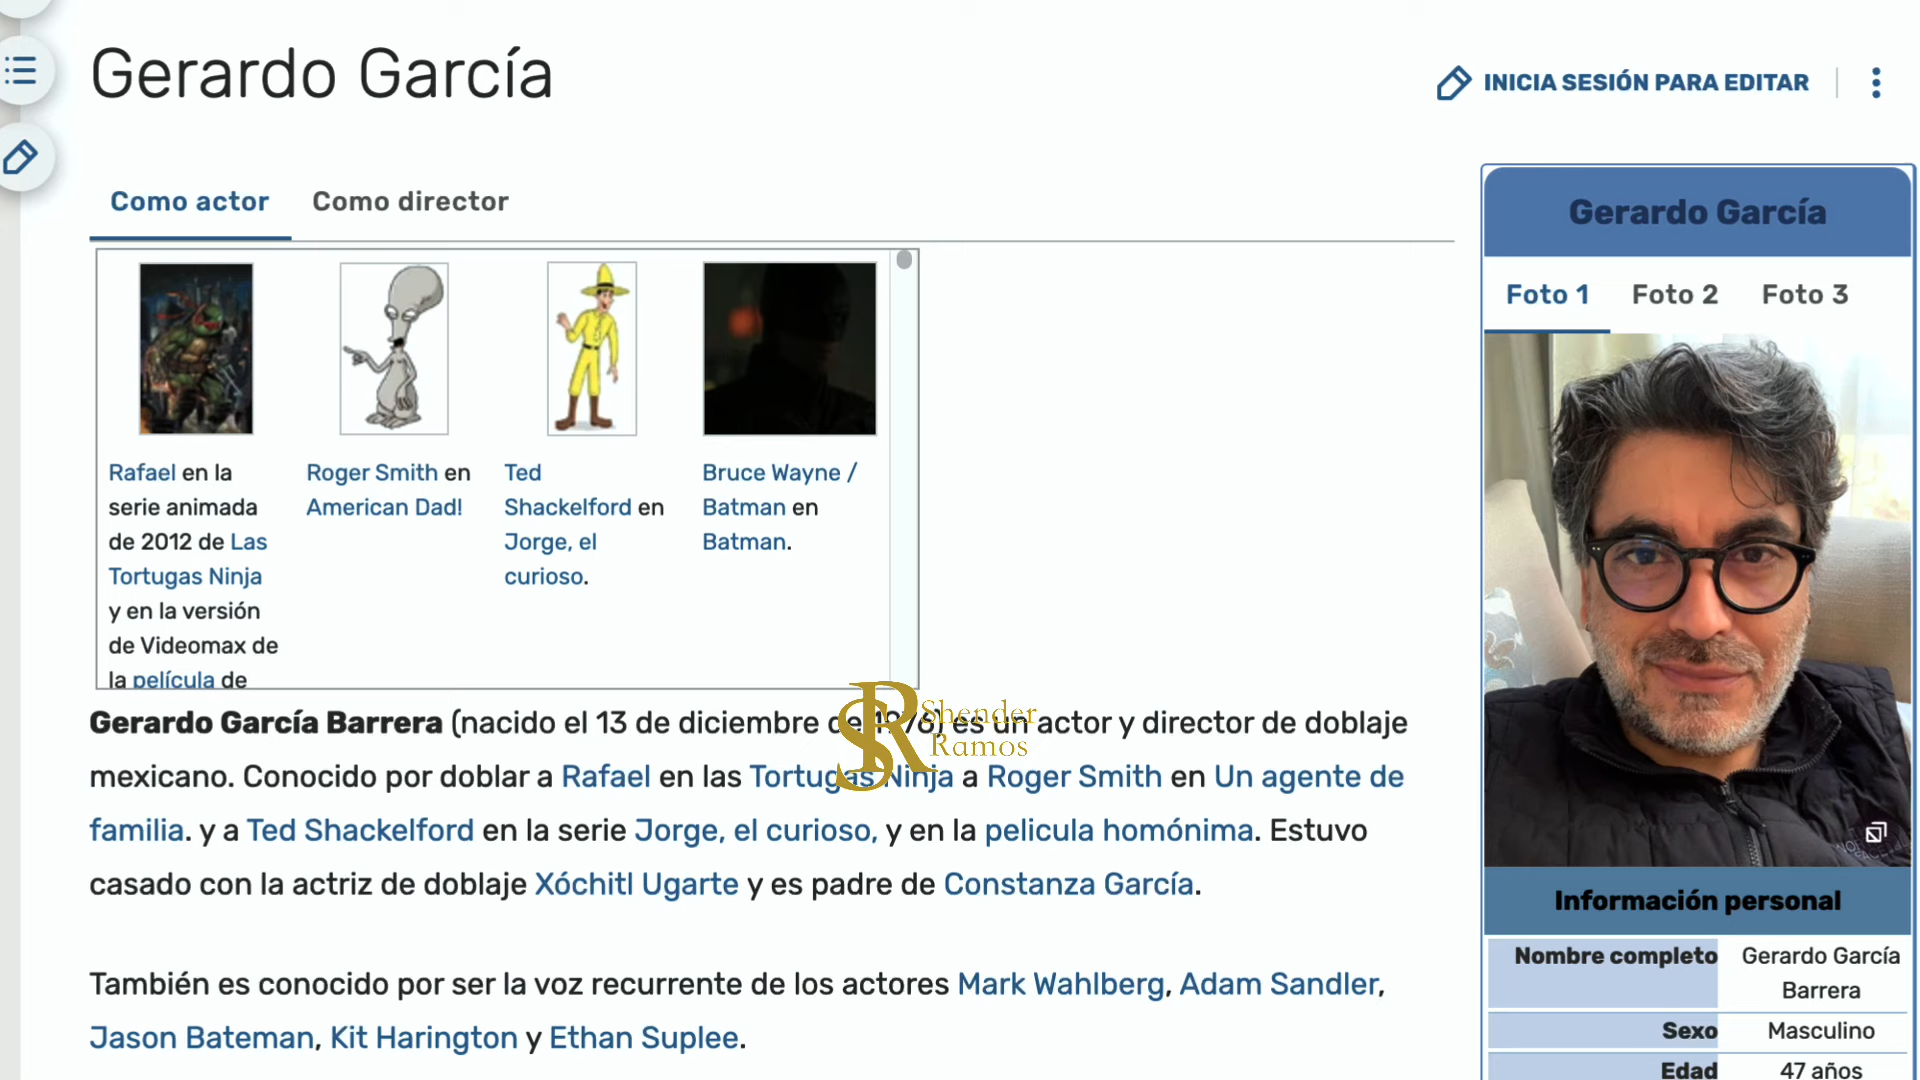 Gerardo García
INICIA SESIÓN PARA EDITAR
Como actor
Como director
Rafael en la
serie animada
de 2012 de Las
Tortugas Ninja
y en la versión
de Videomax de
la película de
Roger Smith en
American Dad!
Ted
Shackelford en
Jorge, el
curioso.
Bruce Wayne /
Batman en
Batman.
Gerardo García Barrera (nacido el 13 de diciembre de 1976) es un actor y director de doblaje
mexicano. Conocido por doblar a Rafael en las Tortugas Ninja a Roger Smith en Un agente de
familia. y a Ted Shackelford en la serie Jorge, el curioso, y en la pelicula homónima. Estuvo
casado con la actriz de doblaje Xóchitl Ugarte y es padre de Constanza García.
También es conocido por ser la voz recurrente de los actores Mark Wahlberg, Adam Sandler,
Jason Bateman, Kit Harington y Ethan Suplee.
SR Shender
Ramos
Gerardo García
Foto 1
Foto 2
Foto 3
Información personal
Nombre completo Gerardo García
Barrera
Sexo Masculino
Edad 47 años